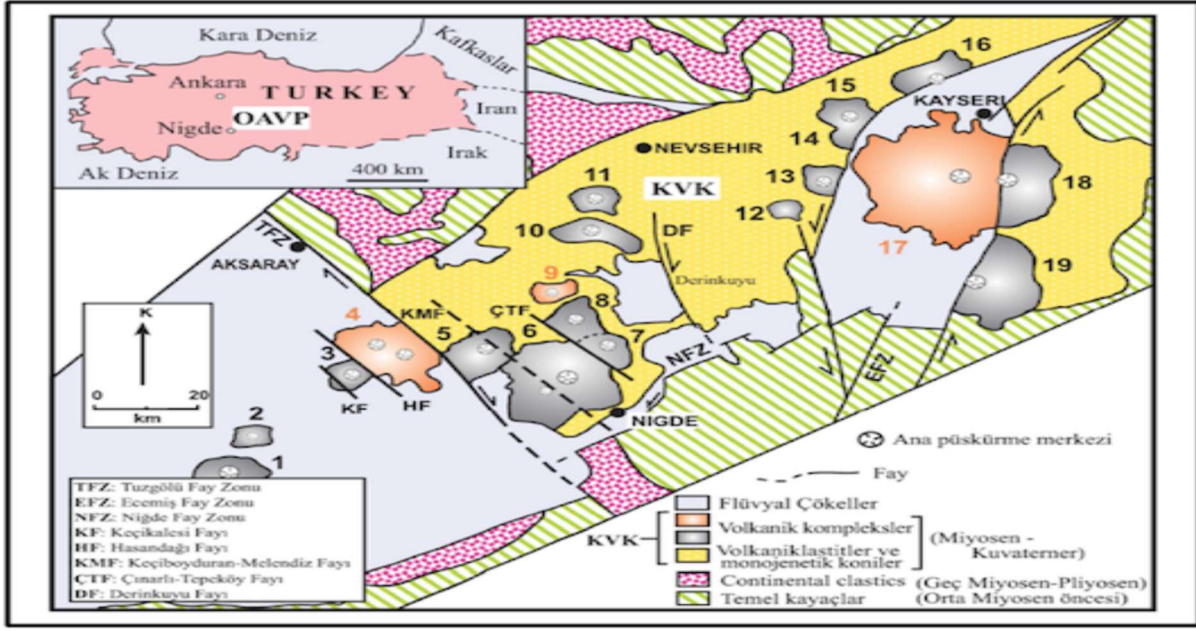 Kara Deniz
Kafkaslar
Ankara
TURKEY
Nigde
OAVP
Iran
Irak
Ak Deniz
400 km
16
15
KAYSERI
14
NEVSEHIR
13
18
11
KVK
12
10
DF
17
19
TFZ
AKSARAY
9
Derinkuyu
K
4
KMF
ÇTF
8
5
6
7
3
NFZ
0
20
km
KF
HF
EFZ
2
NIGDE
1
Ana püskürme merkezi
Fay
TFZ: Tuzgölü Fay Zonu
EFZ: Ecemiş Fay Zonu
NFZ: Niğde Fay Zonu
KF: Keçikalesi Fayı
HF: Hasandağı Fayı
KMF: Keçiboyduran-Melendiz Fayı
ÇTF: Çınarlı-Tepeköy Fayı
DF: Derinkuyu Fayı
Flüvyal Çökeller
KVK
Volkanik kompleksler
Volkaniklastitler ve
monojenetik koniler
(Miyosen -
Kuvaterner)
Continental clastics (Geç Miyosen-Pliyosen)
Temel kayaçlar (Orta Miyosen öncesi)